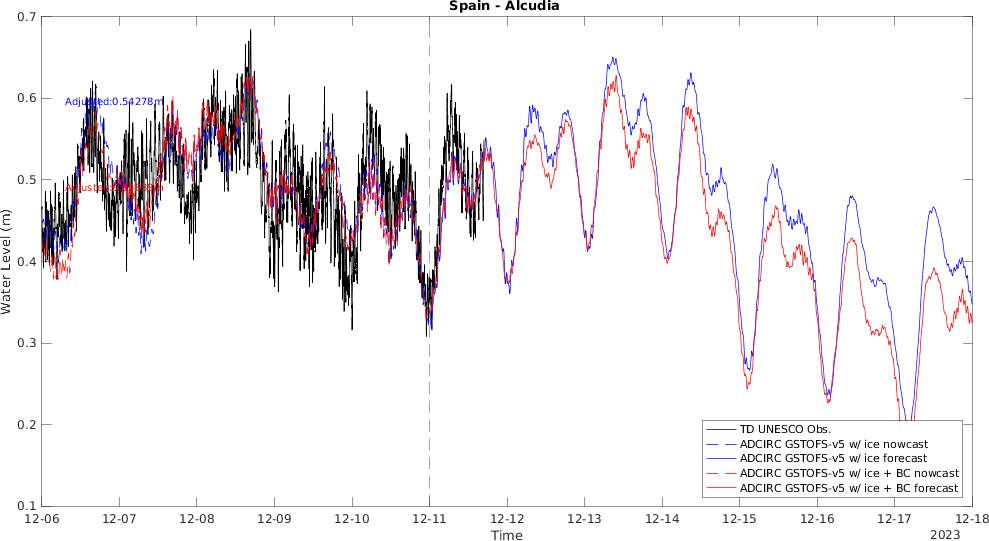 Spain - Alcudia
0.7
0.6
0.5
0.4
0.3
0.2
0.1
Water Level (m)
Adjusted:0.54278m
TD UNESCO Obs.
ADCIRC GSTOFS-v5 w/ ice nowcast
ADCIRC GSTOFS-v5 w/ ice forecast
ADCIRC GSTOFS-v5 w/ ice + BC nowcast
ADCIRC GSTOFS-v5 w/ ice + BC forecast
12-06 12-07 12-08 12-09 12-10 12-11 12-12 12-13 12-14 12-15 12-16 12-17 12-18
Time
2023